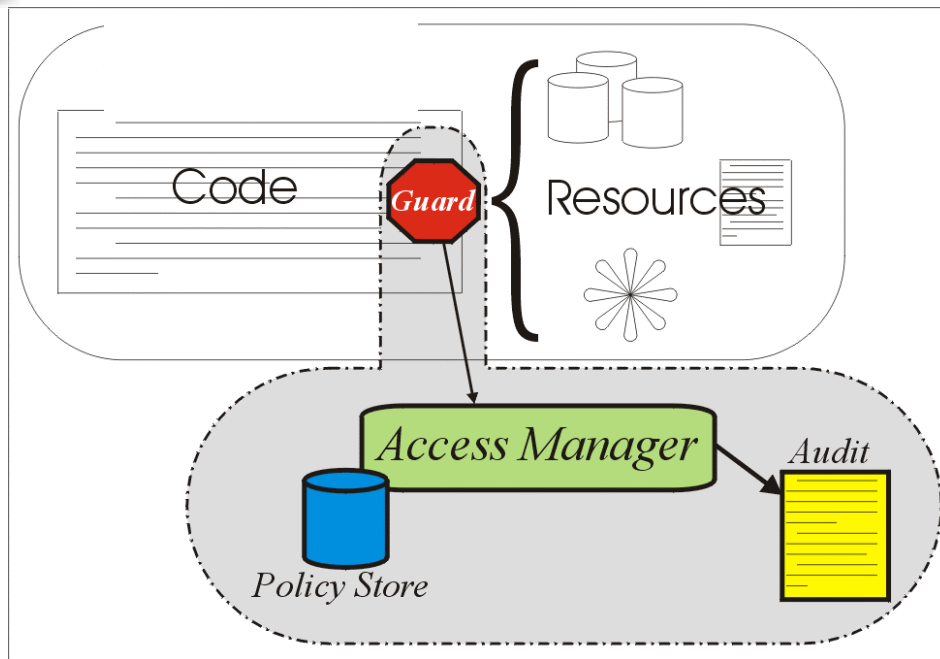 Code
Guard
Resources
Access Manager
Audit
Policy Store